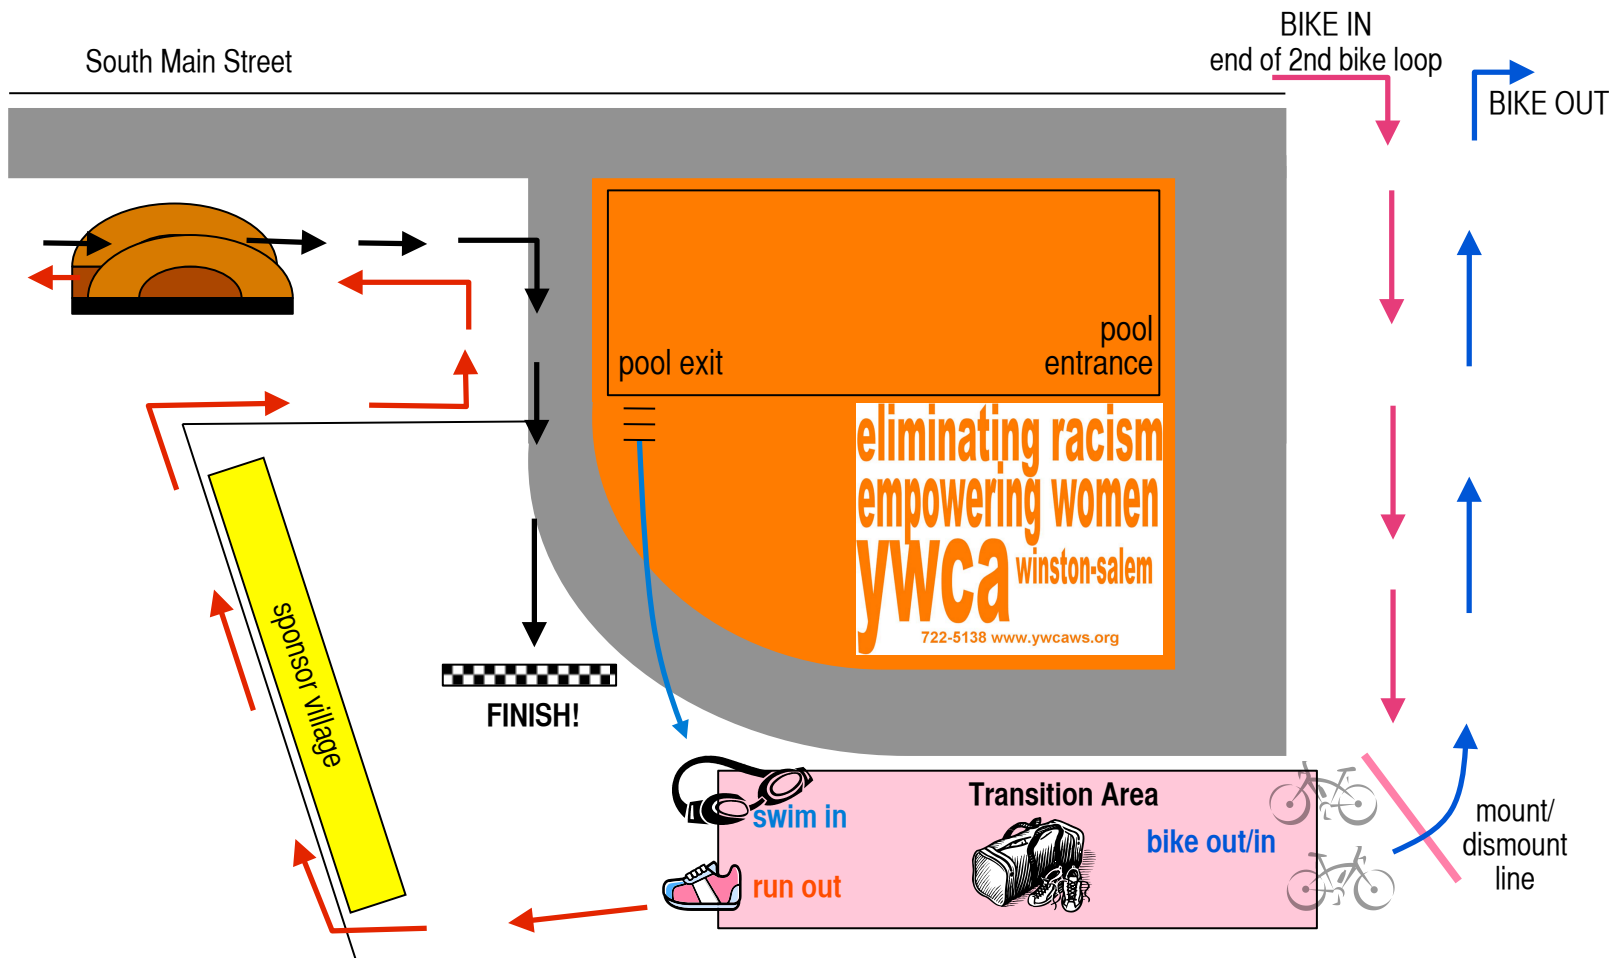 BIKE IN
end of 2nd bike loop
South Main Street
BIKE OUT
pool exit
pool
entrance
eliminating racism
empowering women
ywca winston-salem
722-5138 www.ywcaws.org
sponsor village
FINISH!
Transition Area
swim in
bike out/in
run out
mount/
dismount
line